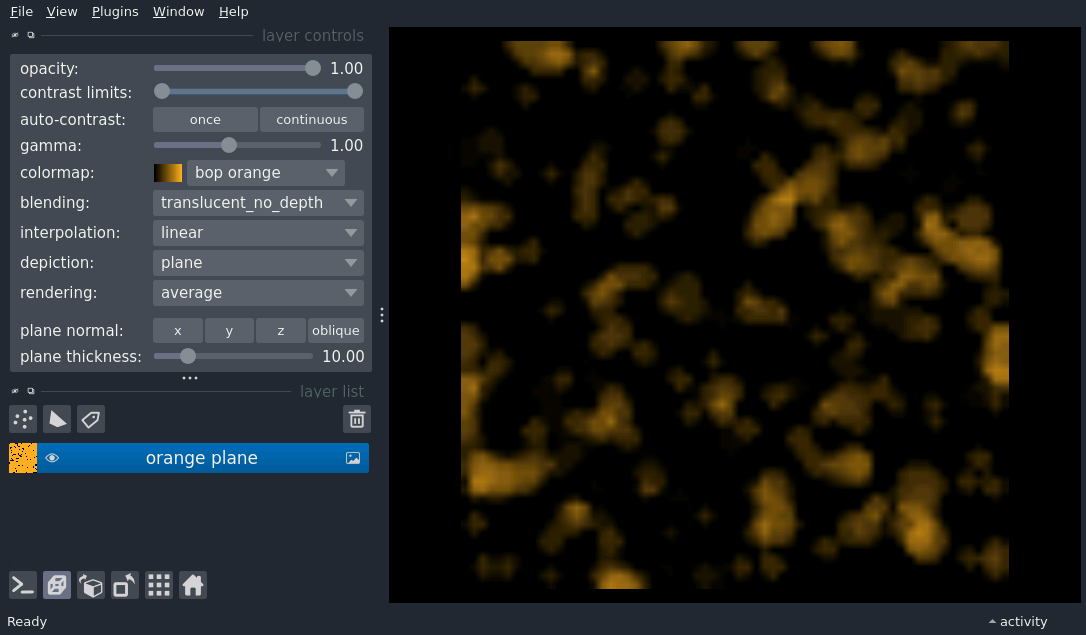 File View Plugins Window Help
layer controls
opacity: 1.00
contrast limits:
auto-contrast: once continuous
gamma: 1.00
colormap: bop orange
blending: translucent_no_depth
interpolation: linear
depiction: plane
rendering: average
plane normal: x y z oblique
plane thickness: 10.00
layer list
orange plane
Ready activity